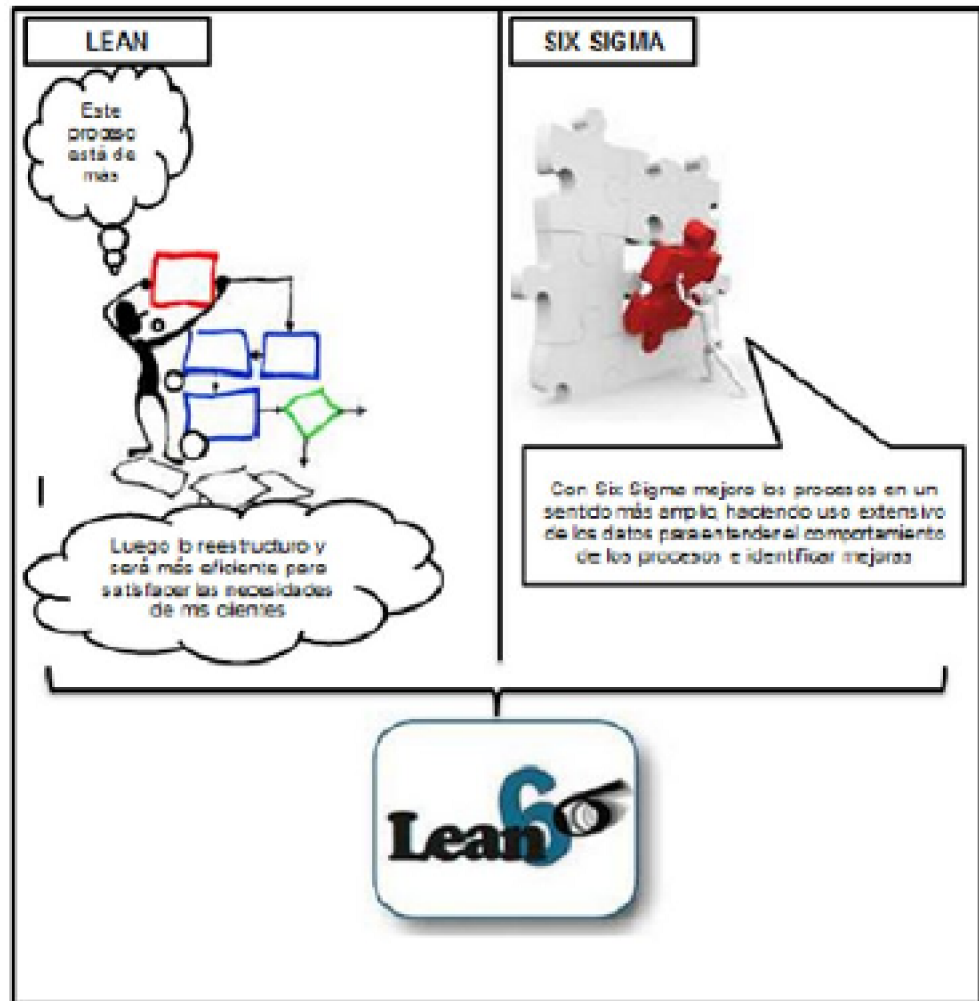 LEAN
Este
proceso
está de
más
Luego lo reestructuro y
será más eficiente para
satisfacer las necesidades
de mis clientes
SIX SIGMA
Con Six Sigma mejoro los procesos en un
sentido más amplio, haciendo uso extensivo
de los datos para entender el comportamiento
de los procesos e identificar mejoras
Lean6σ